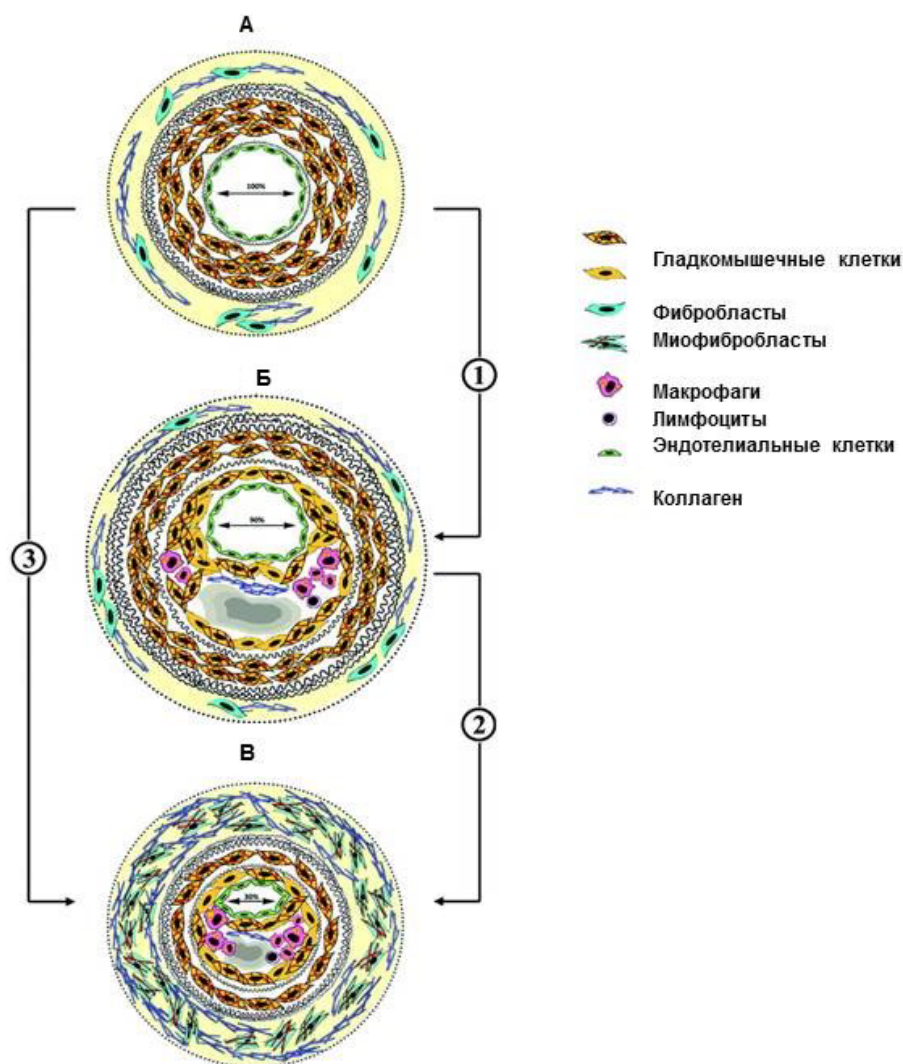 А
100%
1
Гладкомышечные клетки
Фибробласты
Миофибробласты
Макрофаги
Лимфоциты
Эндотелиальные клетки
Коллаген
Б
90%
3
2
В
30%